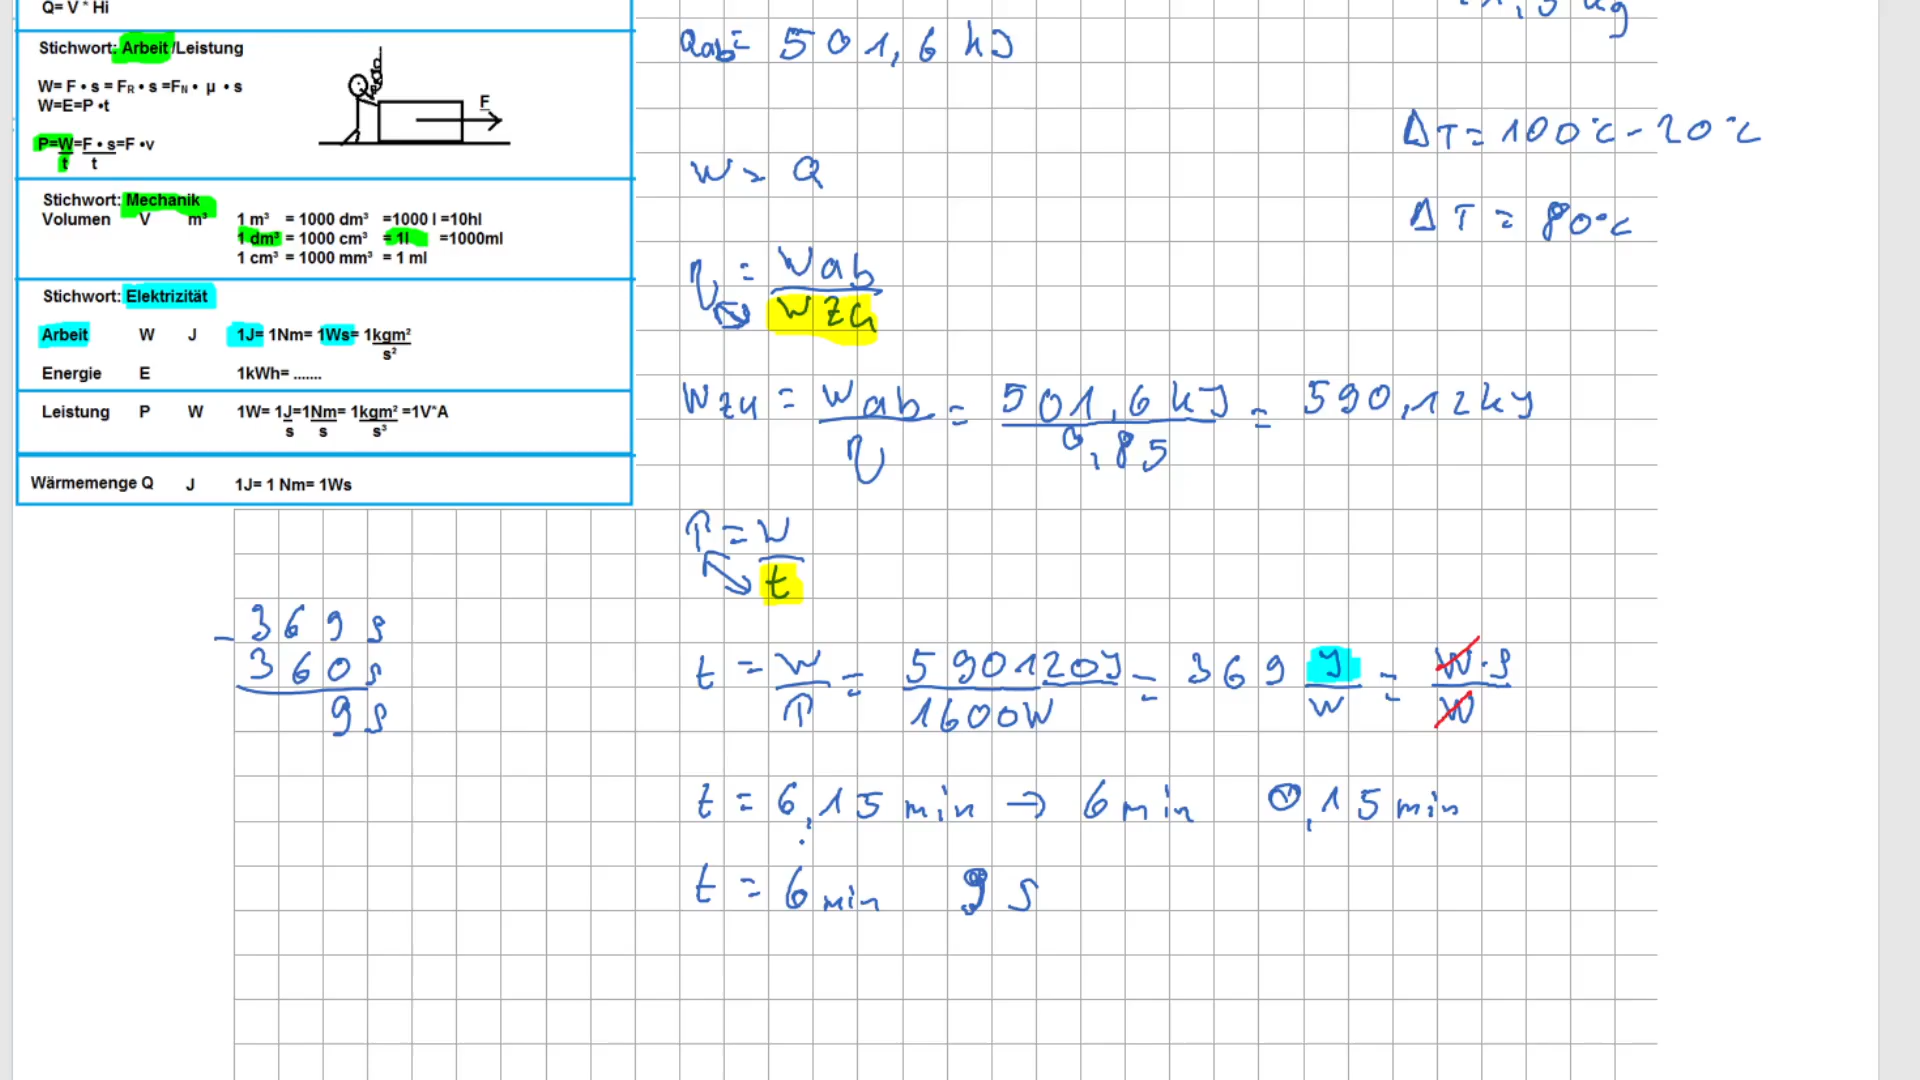 Q= V * Hi
Stichwort: Arbeit/Leistung
W= F • s = FR • s =FN • μ • s
W=E=P •t
P=W=F • s=F •v
t t
F
Stichwort: Mechanik
Volumen V m³ 1 m³ = 1000 dm³ =1000 l =10hl
1 dm³ = 1000 cm³ = 1l =1000ml
1 cm³ = 1000 mm³ = 1 ml
Stichwort: Elektrizität
Arbeit W J 1J= 1Nm= 1Ws= 1kgm²
s²
Energie E 1kWh= .......
Leistung P W 1W= 1J=1Nm= 1kgm² =1V*A
s s s³
Wärmemenge Q J 1J= 1 Nm= 1Ws
Qab= 501,6 kJ
ΔT = 100°C - 20°C
W = Q
ΔT = 80°C
η = Wab
Wzu
Wzu = Wab = 501,6 kJ = 590,12 kJ
η 0,85
P = W
t
- 369 s
360 s
9 s
t = W = 590120J = 369 J = W·s
P 1600W W W
t = 6,15 min → 6 min 0,15 min
t = 6 min 9 s